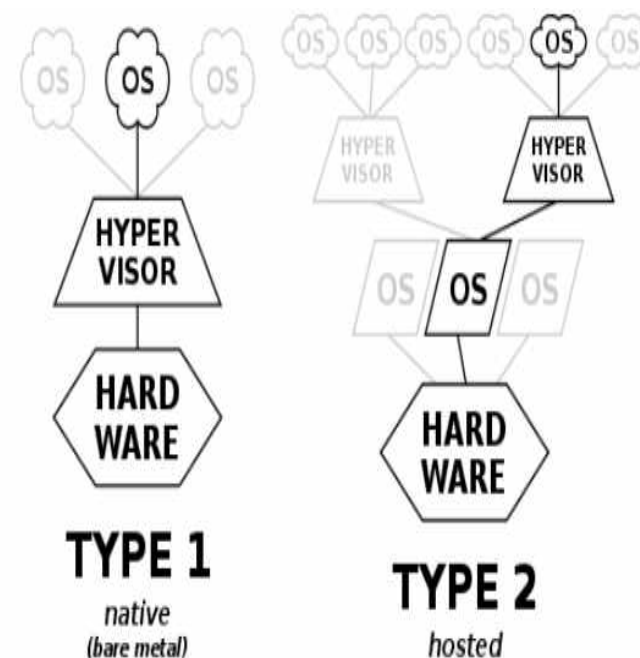 OS OS OS
HYPER
VISOR
HARD
WARE
TYPE 1
native
(bare metal)
OS OS OS OS OS OS
HYPER
VISOR
HYPER
VISOR
OS OS OS
HARD
WARE
TYPE 2
hosted